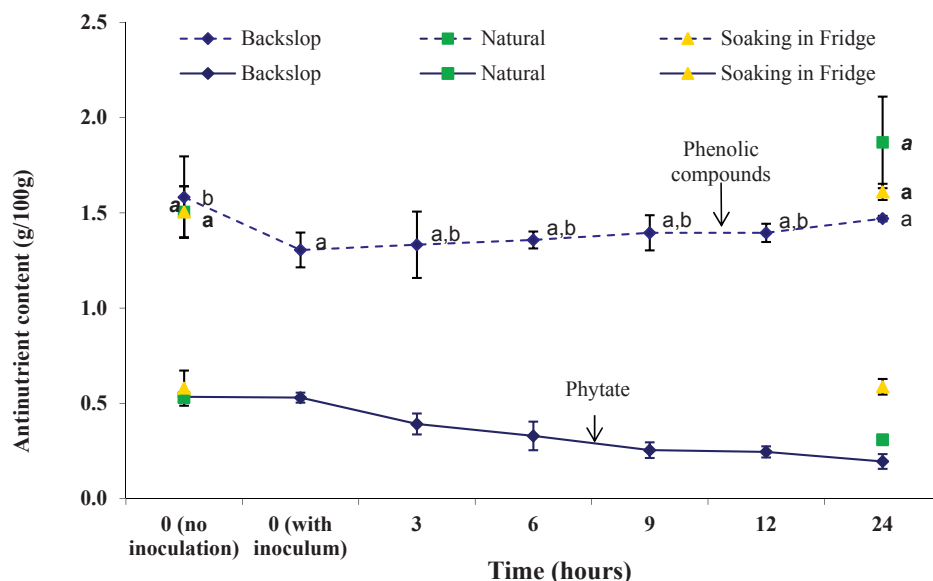 2.5
2.0
1.5
1.0
0.5
0.0
Antinutrient content (g/100g)
Backslop Natural Soaking in Fridge
Backslop Natural Soaking in Fridge
Phenolic
compounds
a
b
a
a
a,b
a,b
a,b
a,b
a
a
a
Phytate
0 (no
inoculation)
0 (with
inoculum)
3
6
9
12
24
Time (hours)